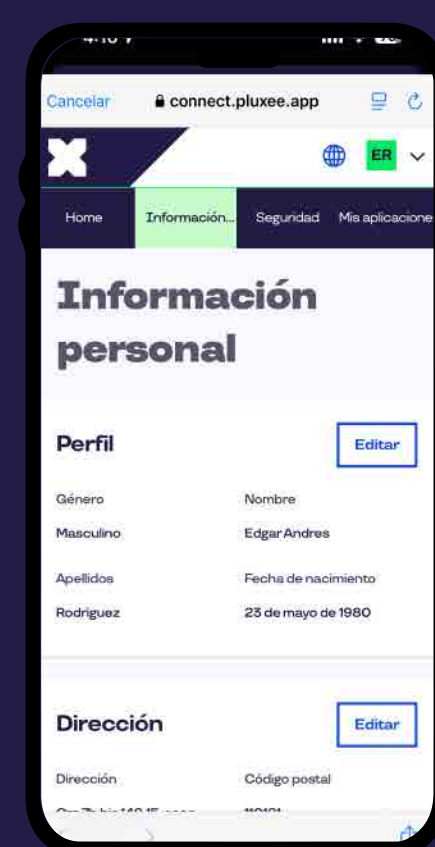 Cancelar connect.pluxee.app
ER
Home Información... Seguridad Mis aplicacione
Información
personal
Perfil Editar
Género Nombre
Masculino Edgar Andres
Apellidos Fecha de nacimiento
Rodriguez 23 de mayo de 1980
Dirección Editar
Dirección Código postal